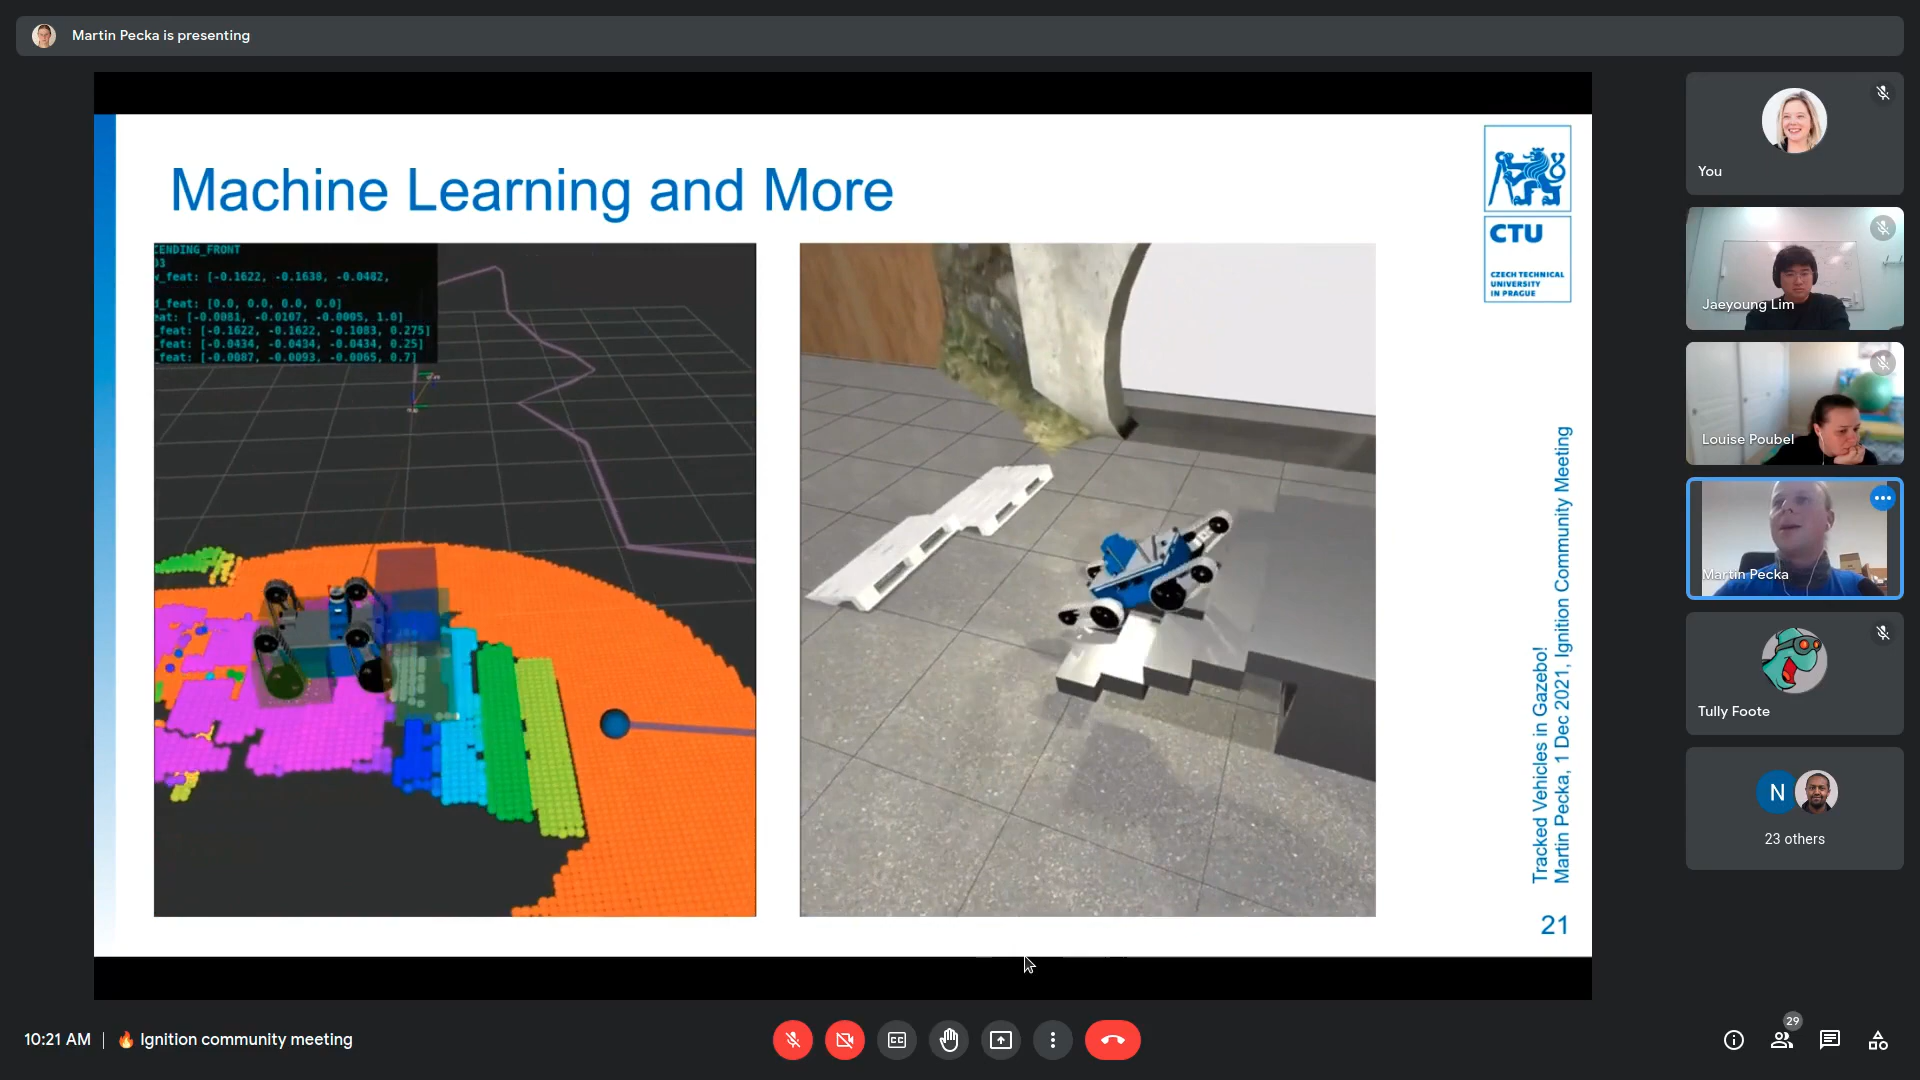 Martin Pecka is presenting
Machine Learning and More
CENDING_FRONT
03
v_feat: [-0.1622, -0.1638, -0.0482,
d_feat: [0.0, 0.0, 0.0, 0.0]
eat: [-0.0081, -0.0107, -0.0005, 1.0]
_feat: [-0.1622, -0.1622, -0.1083, 0.275]
_feat: [-0.0434, -0.0434, -0.0434, 0.25]
feat: [-0.0087, -0.0093, -0.0065, 0.7]
CTU
CZECH TECHNICAL
UNIVERSITY
IN PRAGUE
Tracked Vehicles in Gazebo!
Martin Pecka, 1 Dec 2021, Ignition Community Meeting
21
You
Jaeyoung Lim
Louise Poubel
Martin Pecka
Tully Foote
N
23 others
10:21 AM | 🔥 Ignition community meeting
29